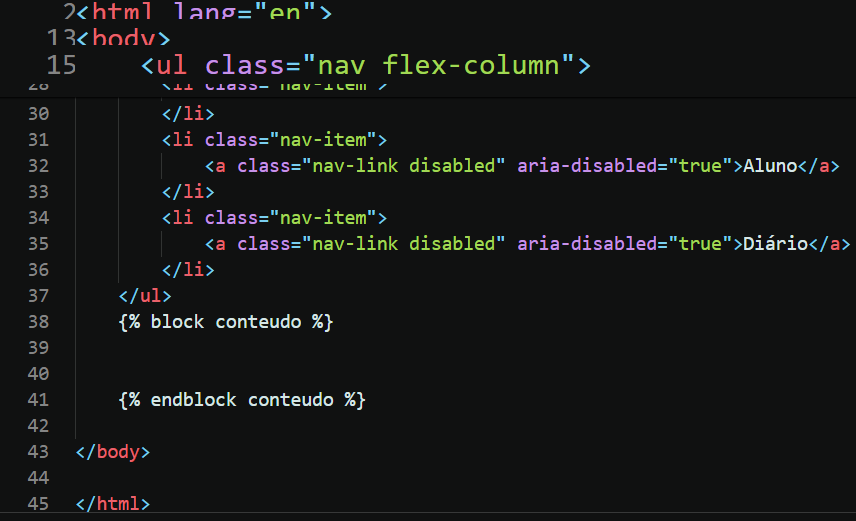 2 <html lang="en">
13 <body>
15 <ul class="nav flex-column">
28 <li class="nav-item">
30 </li>
31 <li class="nav-item">
32 <a class="nav-link disabled" aria-disabled="true">Aluno</a>
33 </li>
34 <li class="nav-item">
35 <a class="nav-link disabled" aria-disabled="true">Diário</a>
36 </li>
37 </ul>
38 {% block conteudo %}
39
40
41 {% endblock conteudo %}
42
43 </body>
44
45 </html>